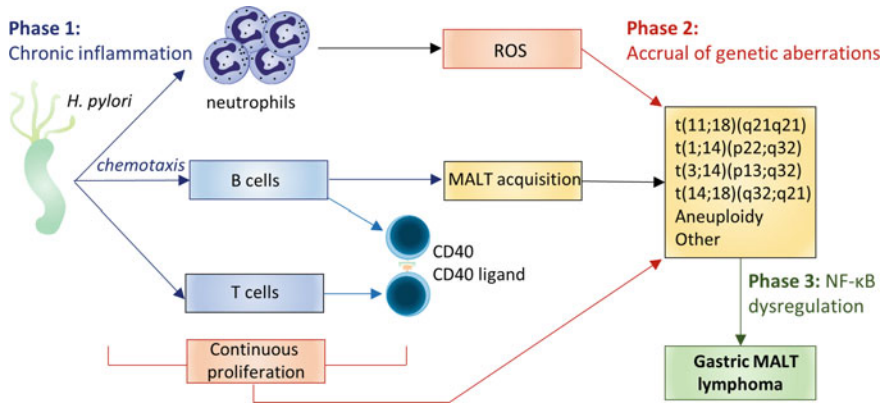 Phase 1:
Chronic inflammation
H. pylori
neutrophils
ROS
Phase 2:
Accrual of genetic aberrations
chemotaxis
B cells
MALT acquisition
t(11;18)(q21q21)
t(1;14)(p22;q32)
t(3;14)(p13;q32)
t(14;18)(q32;q21)
Aneuploidy
Other
CD40
CD40 ligand
T cells
Phase 3: NF-κB
dysregulation
Continuous
proliferation
Gastric MALT
lymphoma